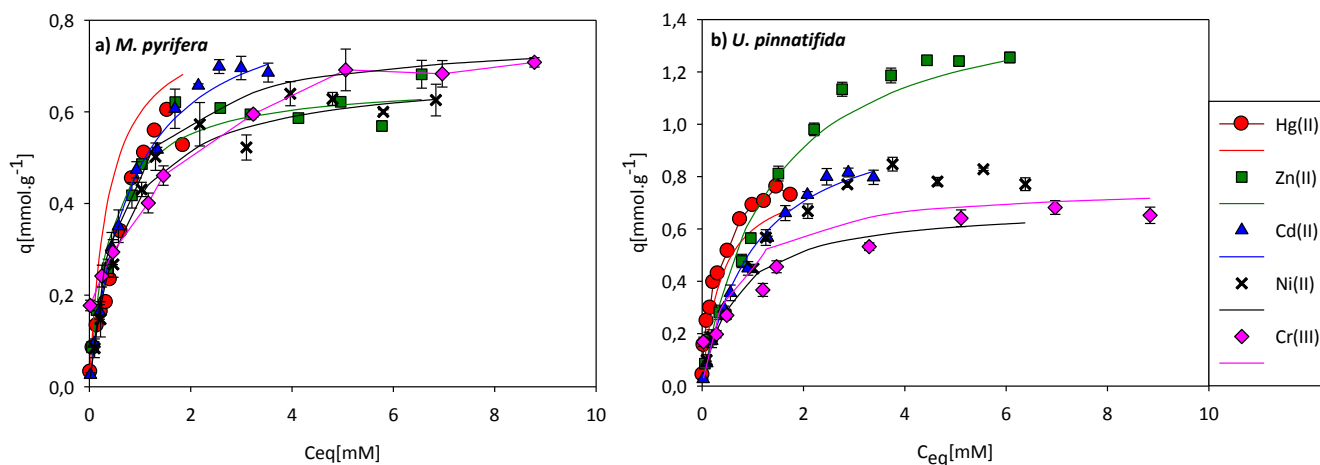 a) M. pyrifera
0,8
0,6
0,4
0,2
0,0
q[mmol.g-1]
0 2 4 6 8 10
Ceq[mM]
b) U. pinnatifida
1,4
1,2
1,0
0,8
0,6
0,4
0,2
0,0
q[mmol.g-1]
0 2 4 6 8 10
Ceq[mM]
Hg(II)
Zn(II)
Cd(II)
Ni(II)
Cr(III)